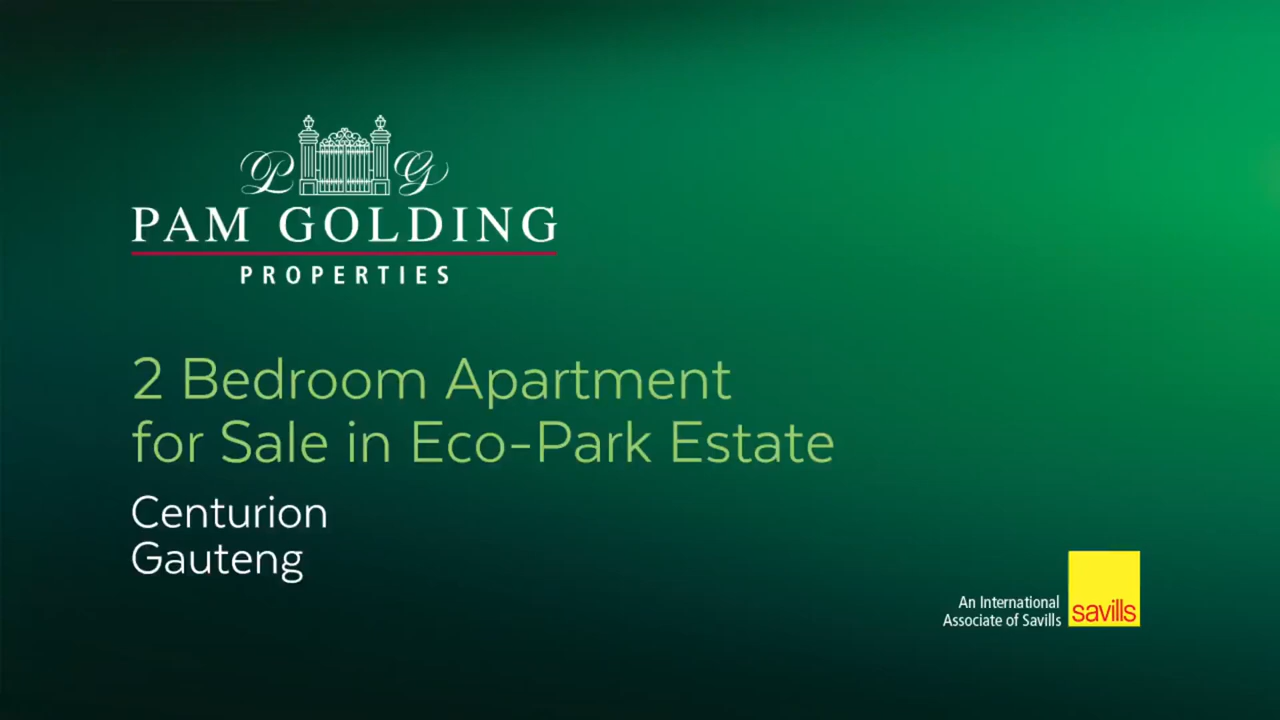 P G
PAM GOLDING
PROPERTIES
2 Bedroom Apartment
for Sale in Eco-Park Estate
Centurion
Gauteng
An International
Associate of Savills
savills